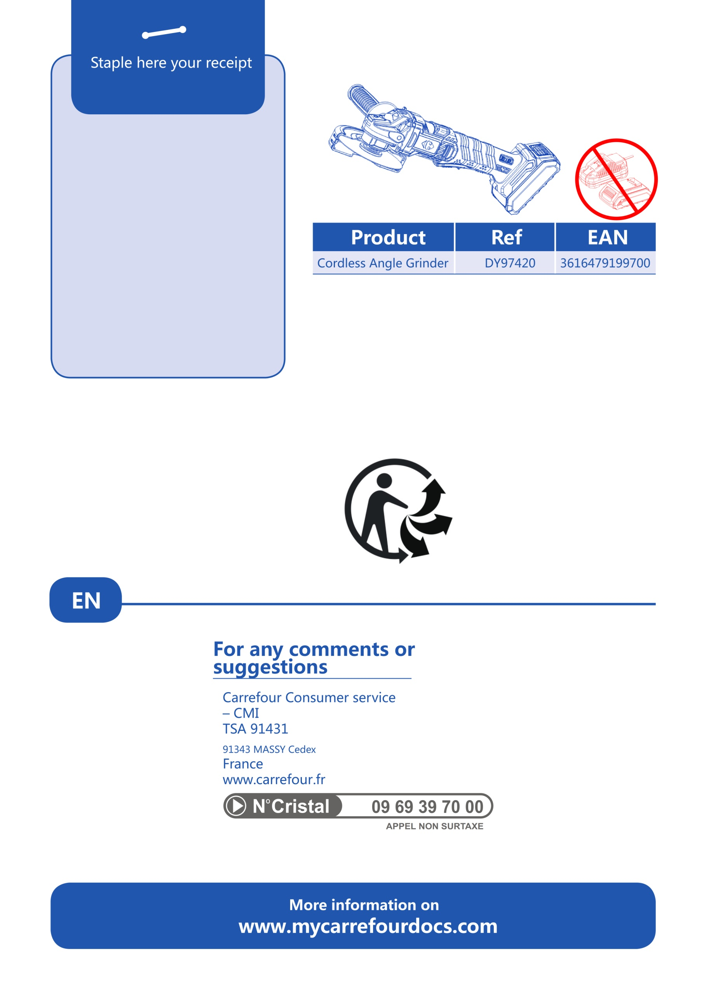 Staple here your receipt
Product Ref EAN
Cordless Angle Grinder DY97420 3616479199700
EN
For any comments or
suggestions
Carrefour Consumer service
– CMI
TSA 91431
91343 MASSY Cedex
France
www.carrefour.fr
N°Cristal 09 69 39 70 00
APPEL NON SURTAXE
More information on
www.mycarrefourdocs.com